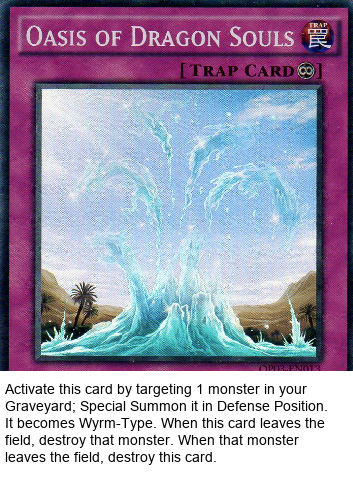 OASIS OF DRAGON SOULS
TRAP
罠
[TRAP CARD]
OP03-EN013
Activate this card by targeting 1 monster in your
Graveyard; Special Summon it in Defense Position.
It becomes Wyrm-Type. When this card leaves the
field, destroy that monster. When that monster
leaves the field, destroy this card.